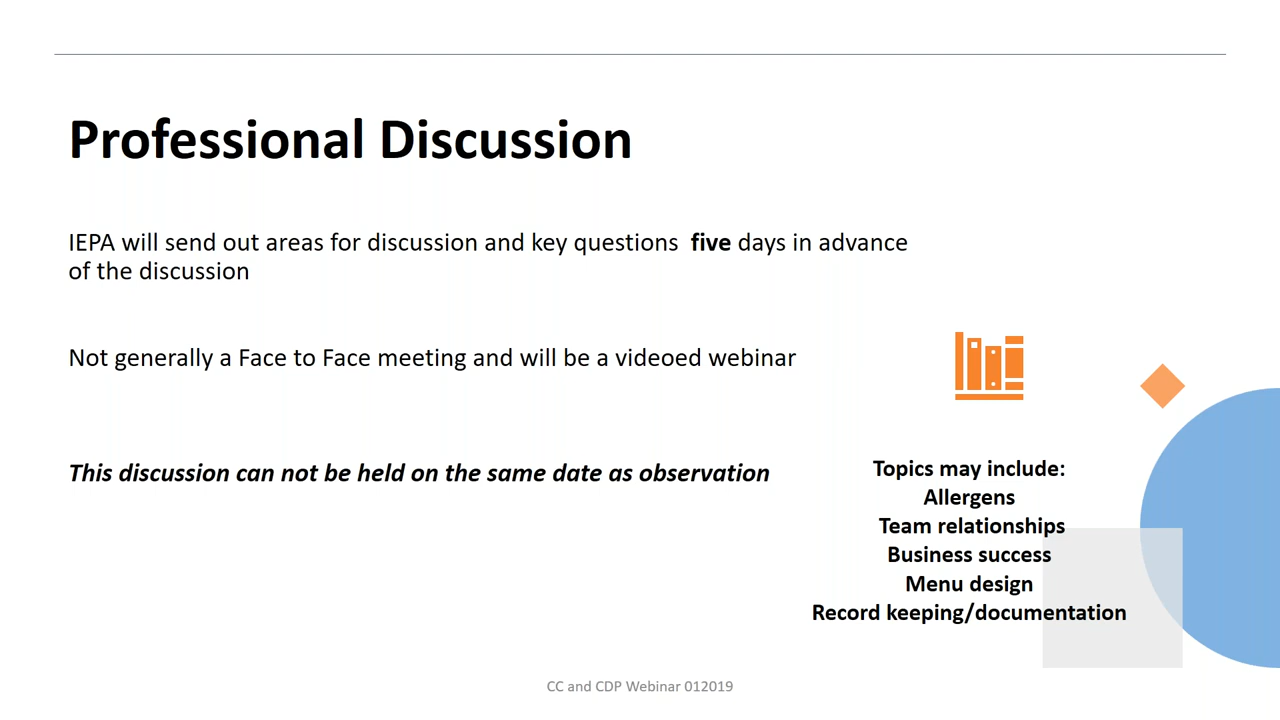 Professional Discussion
IEPA will send out areas for discussion and key questions five days in advance
of the discussion
Not generally a Face to Face meeting and will be a videoed webinar
This discussion can not be held on the same date as observation
Topics may include:
Allergens
Team relationships
Business success
Menu design
Record keeping/documentation
CC and CDP Webinar 012019